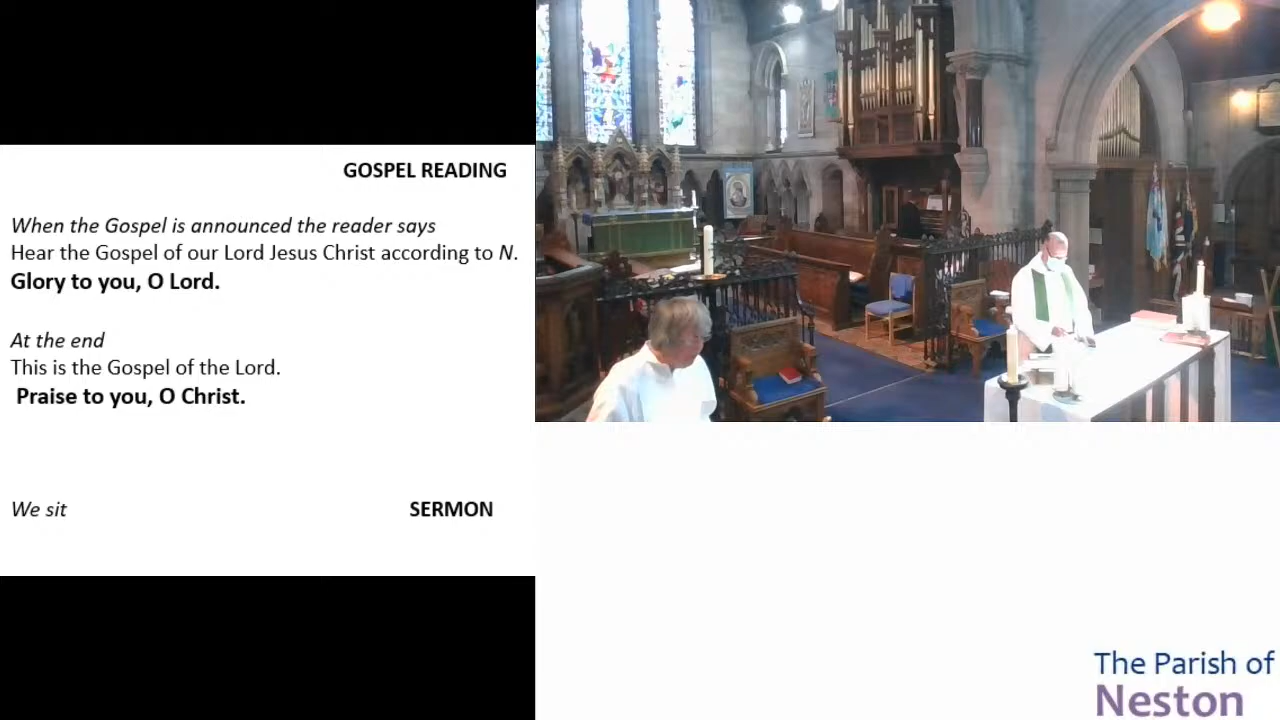 GOSPEL READING
When the Gospel is announced the reader says
Hear the Gospel of our Lord Jesus Christ according to N.
Glory to you, O Lord.
At the end
This is the Gospel of the Lord.
Praise to you, O Christ.
We sit SERMON
The Parish of
Neston